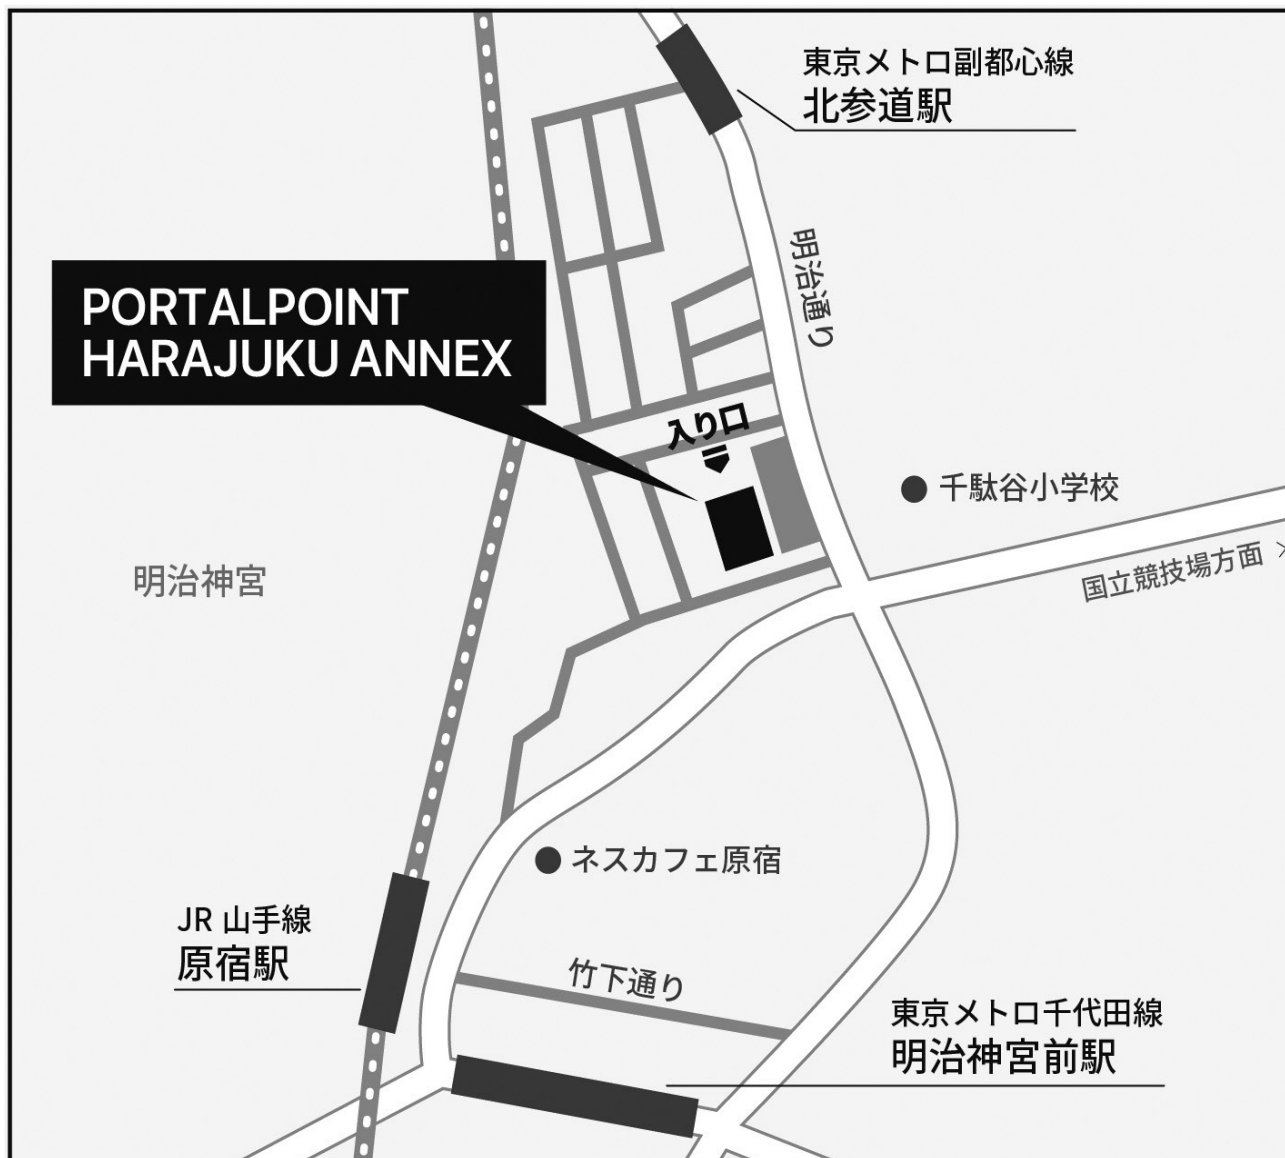 東京メトロ副都心線
北参道駅
明治通り
PORTALPOINT
HARAJUKU ANNEX
入り口
千駄谷小学校
国立競技場方面
明治神宮
ネスカフェ原宿
JR 山手線
原宿駅
竹下通り
東京メトロ千代田線
明治神宮前駅